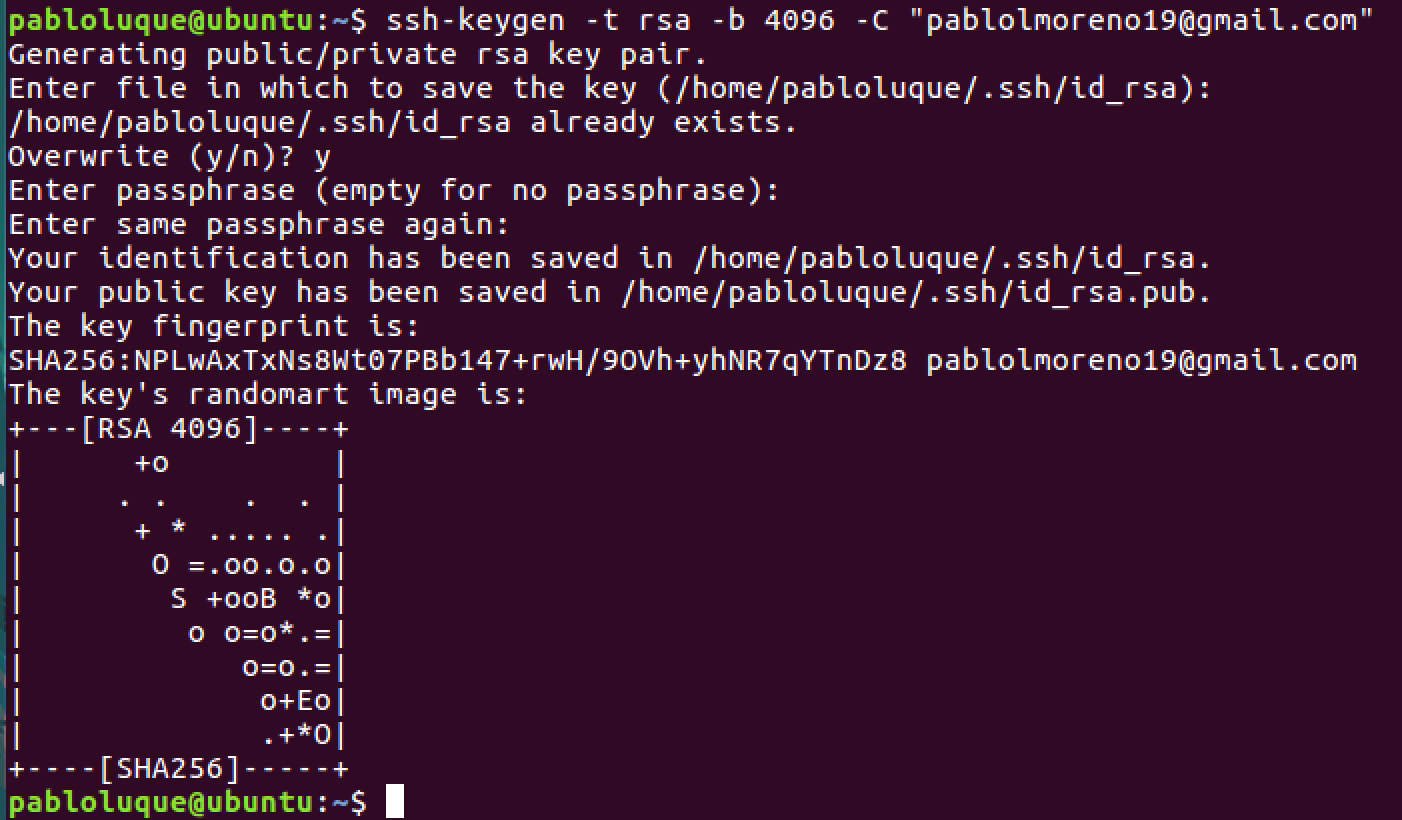 pabloluque@ubuntu:~$ ssh-keygen -t rsa -b 4096 -C "pablolmoreno19@gmail.com"
Generating public/private rsa key pair.
Enter file in which to save the key (/home/pabloluque/.ssh/id_rsa):
/home/pabloluque/.ssh/id_rsa already exists.
Overwrite (y/n)? y
Enter passphrase (empty for no passphrase):
Enter same passphrase again:
Your identification has been saved in /home/pabloluque/.ssh/id_rsa.
Your public key has been saved in /home/pabloluque/.ssh/id_rsa.pub.
The key fingerprint is:
SHA256:NPLwAxTxNs8Wt07PBb147+rwH/9OVh+yhNR7qYTnDz8 pablolmoreno19@gmail.com
The key's randomart image is:
+---[RSA 4096]----+
|      +o         |
|     . .    .  . |
|      + * ..... .|
|       O =.oo.o.o|
|        S +ooB *o|
|         o o=o*.=|
|            o=o.=|
|             o+Eo|
|             .+*O|
+----[SHA256]-----+
pabloluque@ubuntu:~$